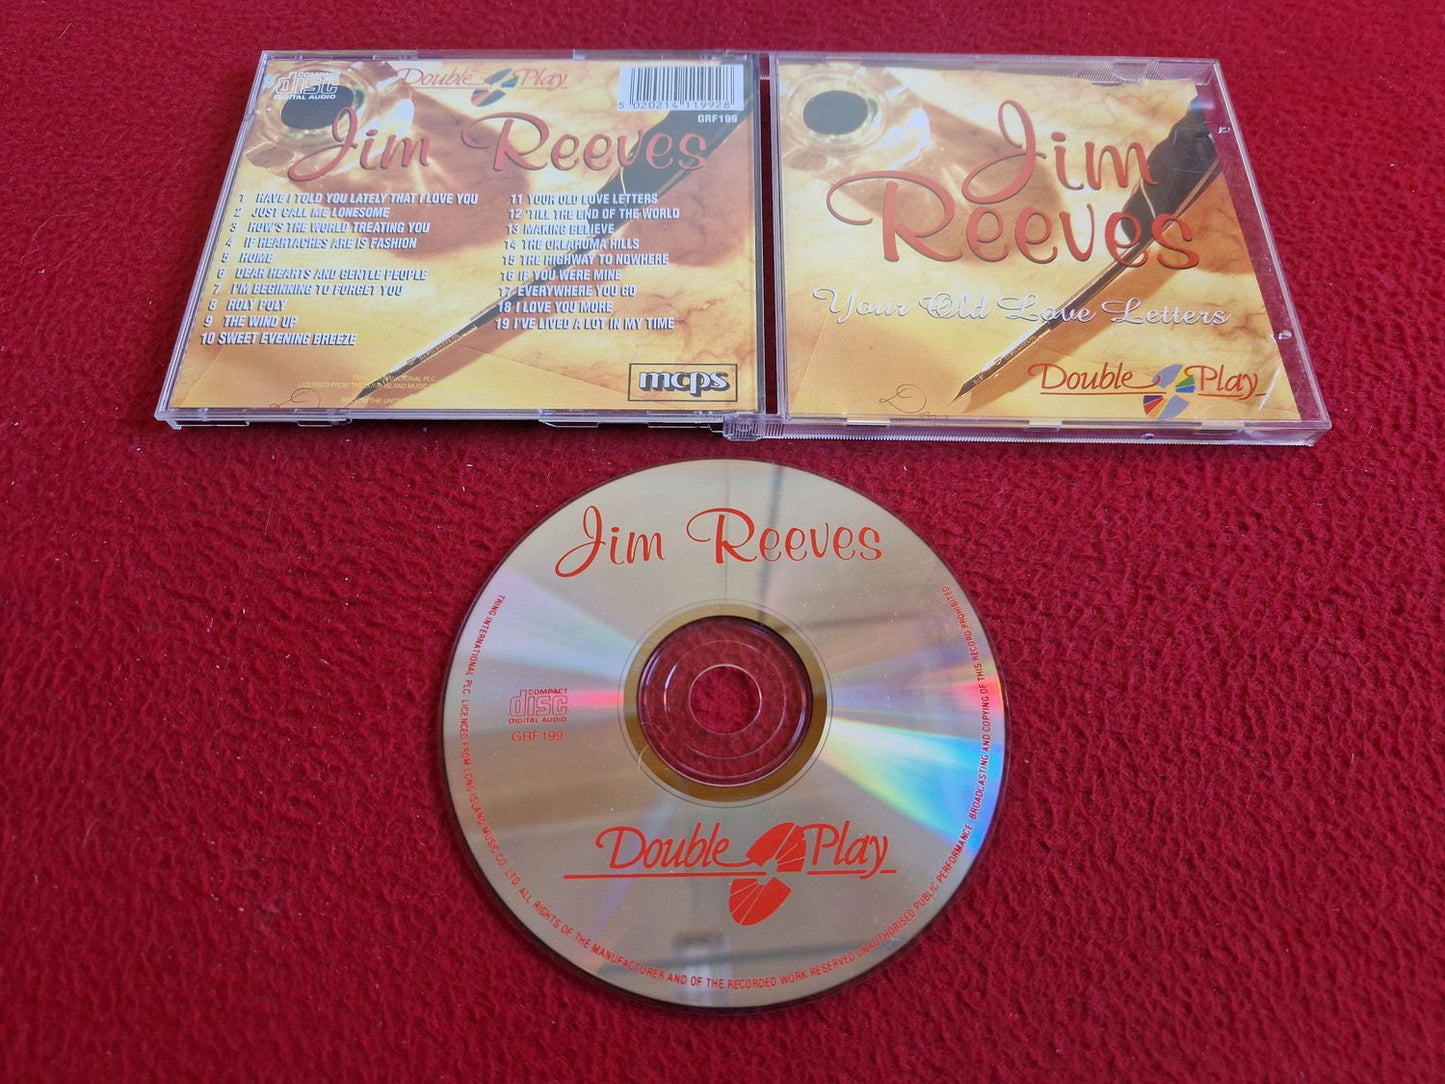 COMPACT
disc
DIGITAL AUDIO
Double Play
5 020214 119928
GRF199
Jim Reeves
1 HAVE I TOLD YOU LATELY THAT I LOVE YOU
2 JUST CALL ME LONESOME
3 HOW'S THE WORLD TREATING YOU
4 IF HEARTACHES ARE IS FASHION
5 HOME
6 DEAR HEARTS AND GENTLE PEOPLE
7 I'M BEGINNING TO FORGET YOU
8 ROLY POLY
9 THE WIND UP
10 SWEET EVENING BREEZE
11 YOUR OLD LOVE LETTERS
12 'TILL THE END OF THE WORLD
13 MAKING BELIEVE
14 THE OKLAHOMA HILLS
15 THE HIGHWAY TO NOWHERE
16 IF YOU WERE MINE
17 EVERYWHERE YOU GO
18 I LOVE YOU MORE
19 I'VE LIVED A LOT IN MY TIME
LICENSED FROM THE LONG ISLAND MUSIC
mcps
Jim
Reeves
Your Old Love Letters
Double Play
Jim Reeves
COMPACT
disc
DIGITAL AUDIO
GRF199
Double Play
TRING INTERNATIONAL PLC. LICENCED FROM LONG ISLAND MUSIC CO. LTD. ALL RIGHTS OF THE MANUFACTURER AND OF THE RECORDED WORK RESERVED UNAUTHORISED PUBLIC PERFORMANCE BROADCASTING AND COPYING OF THIS RECORD PROHIBITED